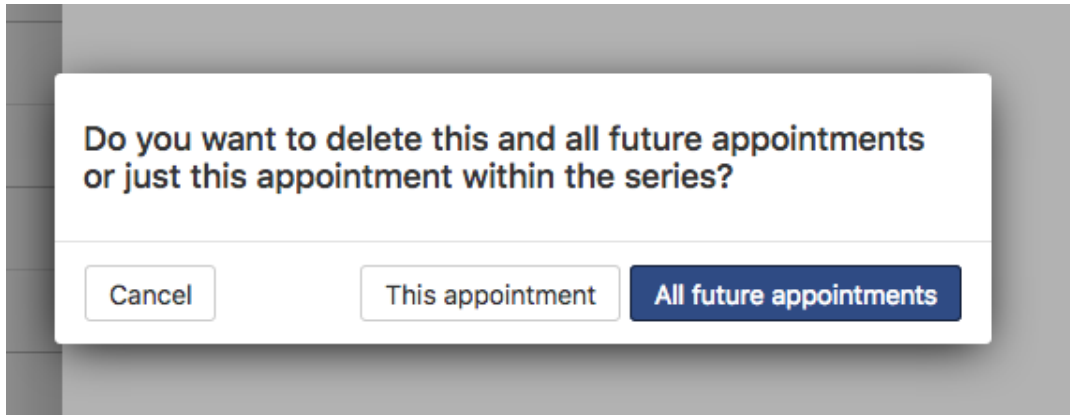 Do you want to delete this and all future appointments
or just this appointment within the series?
Cancel
This appointment
All future appointments